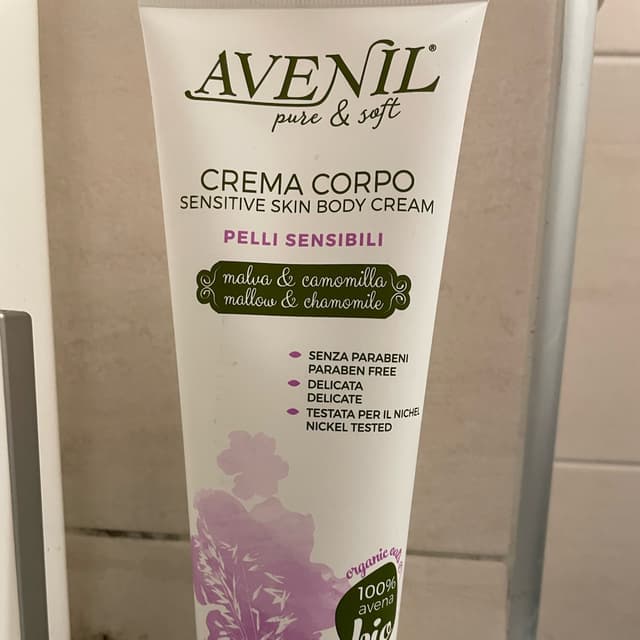 AVENIL®
pure & soft
CREMA CORPO
SENSITIVE SKIN BODY CREAM
PELLI SENSIBILI
malva & camomilla
mallow & chamomile
SENZA PARABENI
PARABEN FREE
DELICATA
DELICATE
TESTATA PER IL NICHEL
NICKEL TESTED
organic
100%
avena
bio